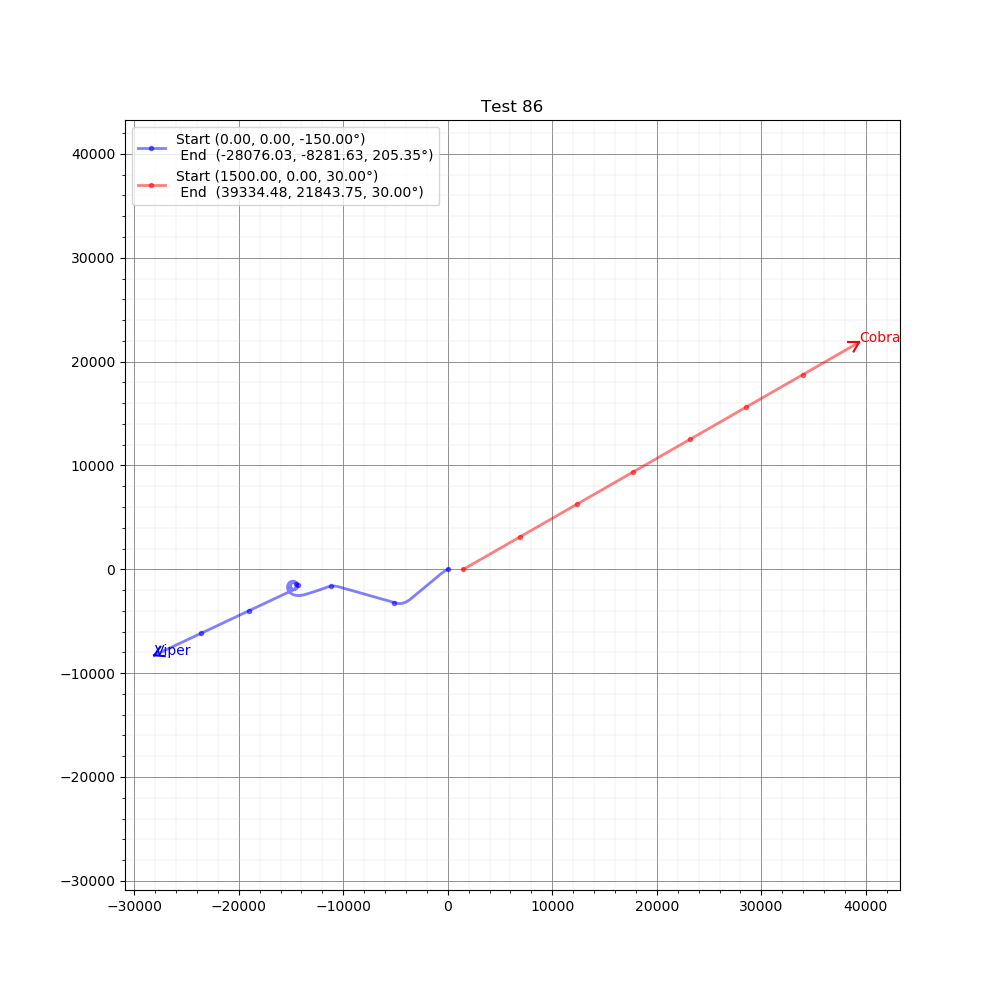 Test 86
Start (0.00, 0.00, -150.00°)
End (-28076.03, -8281.63, 205.35°)
Start (1500.00, 0.00, 30.00°)
End (39334.48, 21843.75, 30.00°)
40000
30000
20000
10000
0
−10000
−20000
−30000
Cobra
Viper
−30000 −20000 −10000 0 10000 20000 30000 40000